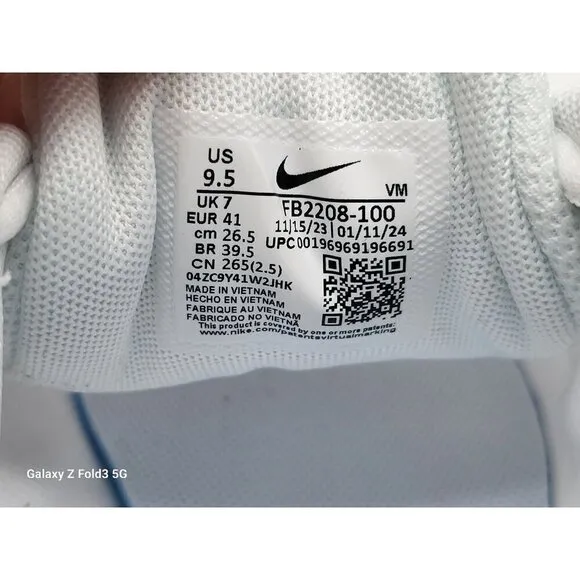 US
9.5
VM
UK 7
FB2208-100
EUR 41
11/15/23 | 01/11/24
cm 26.5
UPC00196969196691
BR 39.5
CN 265(2.5)
04ZC9Y41W2JHK
MADE IN VIETNAM
HECHO EN VIETNAM
FABRIQUÉ AU VIETNAM
FABRICADO NO VIETNÃ
This product is covered by one or more patents:
www.nike.com/patentsvirtualmarking
Galaxy Z Fold3 5G